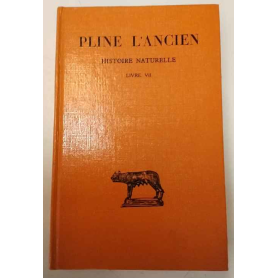 PLINE L'ANCIEN
HISTOIRE NATURELLE
LIVRE VII